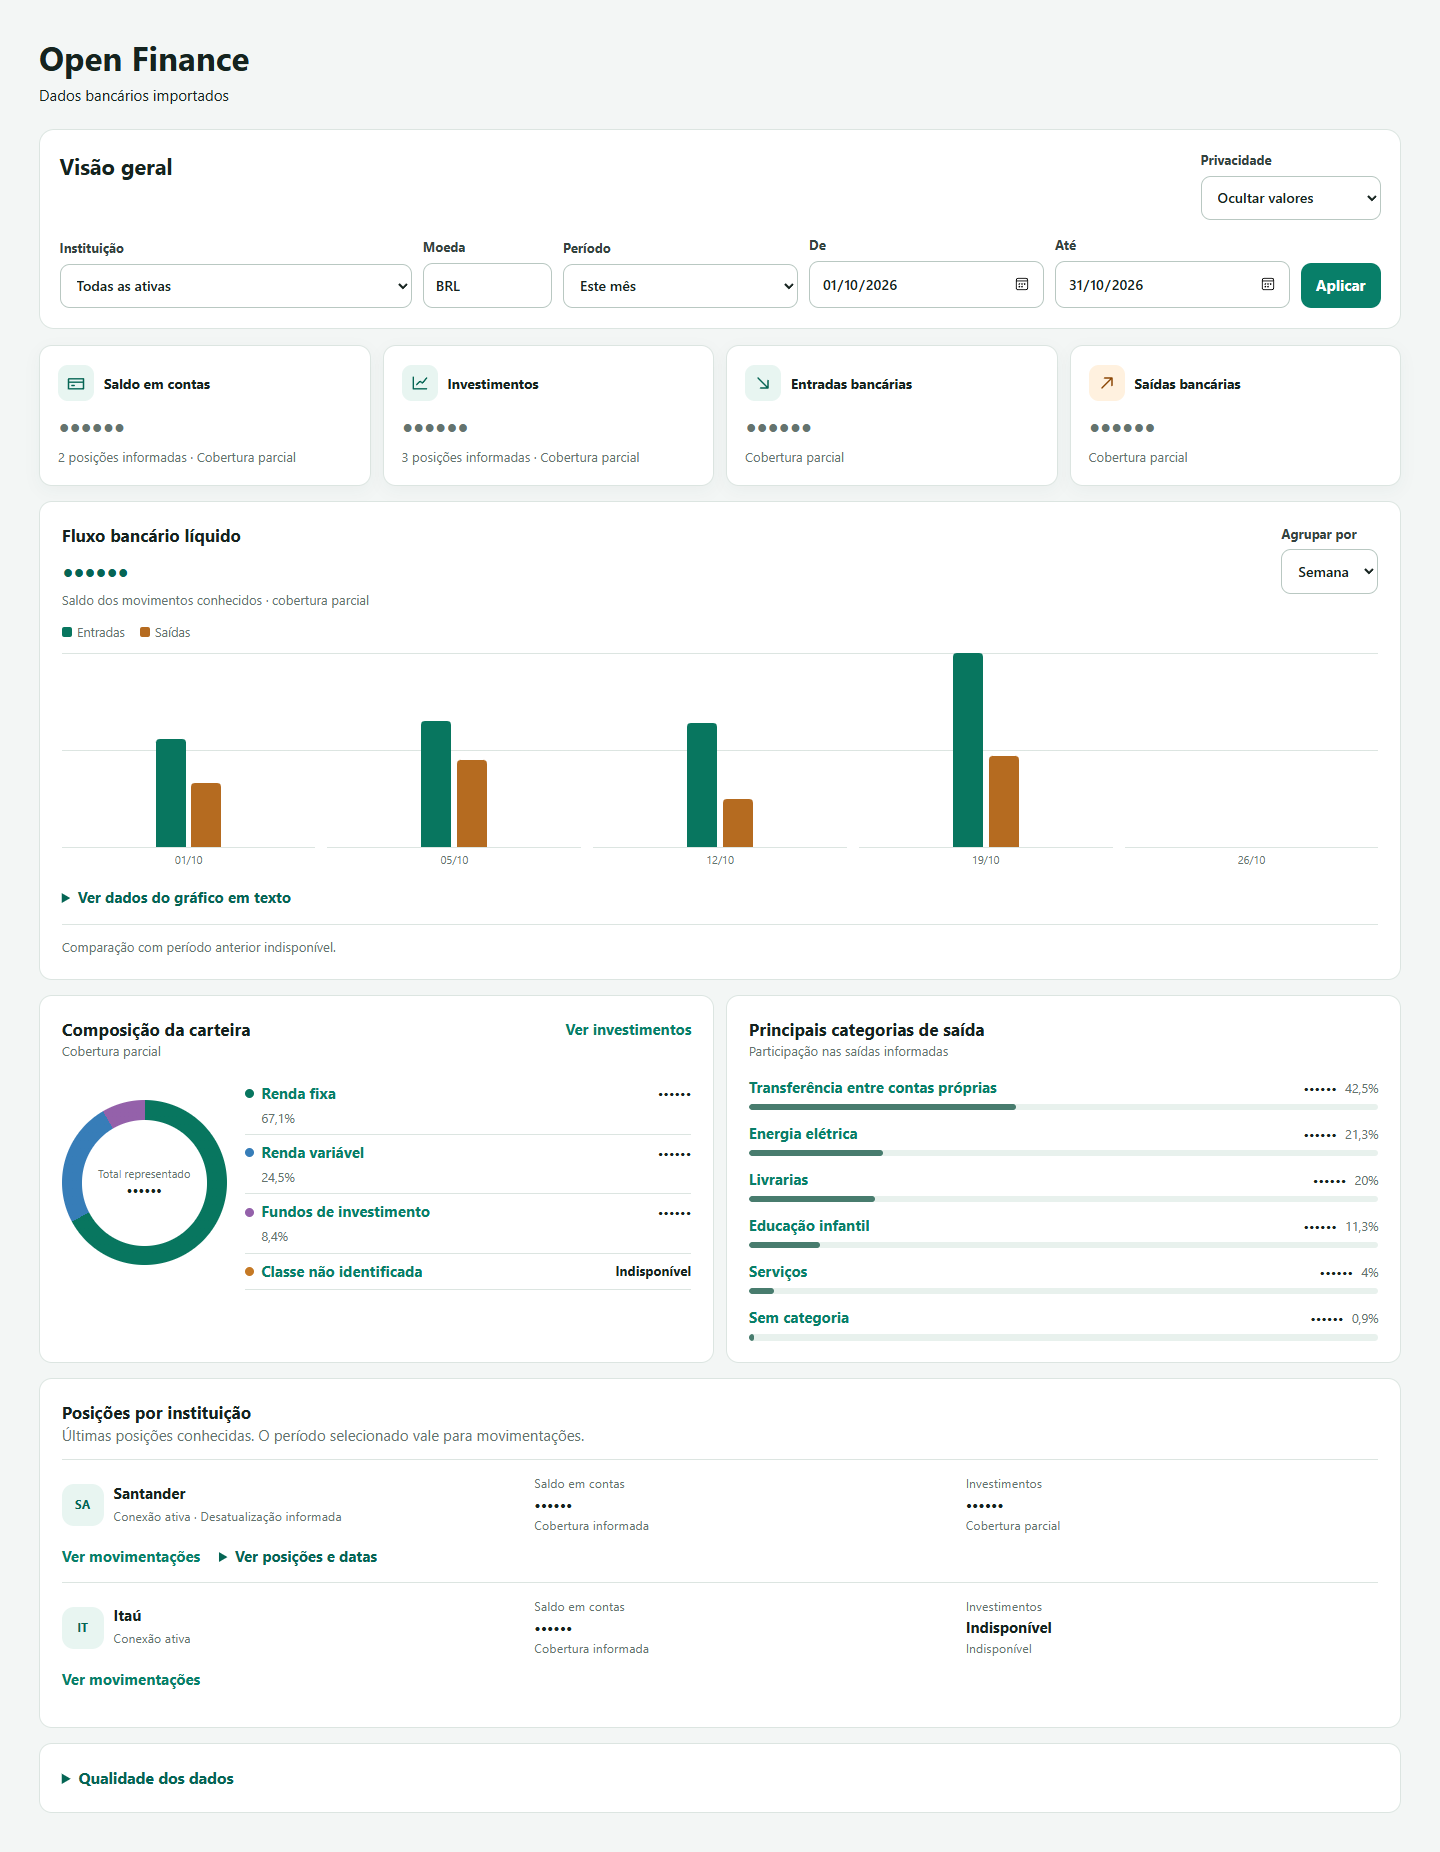 Open Finance
Dados bancários importados
Visão geral
Privacidade
Ocultar valores
Instituição
Todas as ativas
Moeda
BRL
Período
Este mês
De
01/10/2026
Até
31/10/2026
Aplicar
Saldo em contas
••••••
2 posições informadas · Cobertura parcial
Investimentos
••••••
3 posições informadas · Cobertura parcial
Entradas bancárias
••••••
Cobertura parcial
Saídas bancárias
••••••
Cobertura parcial
Fluxo bancário líquido
••••••
Saldo dos movimentos conhecidos · cobertura parcial
Agrupar por
Semana
Entradas
Saídas
01/10
05/10
12/10
19/10
26/10
Ver dados do gráfico em texto
Comparação com período anterior indisponível.
Composição da carteira
Ver investimentos
Cobertura parcial
Total representado
••••••
Renda fixa ••••••
67,1%
Renda variável ••••••
24,5%
Fundos de investimento ••••••
8,4%
Classe não identificada Indisponível
Principais categorias de saída
Participação nas saídas informadas
Transferência entre contas próprias •••••• 42,5%
Energia elétrica •••••• 21,3%
Livrarias •••••• 20%
Educação infantil •••••• 11,3%
Serviços •••••• 4%
Sem categoria •••••• 0,9%
Posições por instituição
Últimas posições conhecidas. O período selecionado vale para movimentações.
SA
Santander
Conexão ativa · Desatualização informada
Saldo em contas
••••••
Cobertura informada
Investimentos
••••••
Cobertura parcial
Ver movimentações
Ver posições e datas
IT
Itaú
Conexão ativa
Saldo em contas
••••••
Cobertura informada
Investimentos
Indisponível
Indisponível
Ver movimentações
Qualidade dos dados